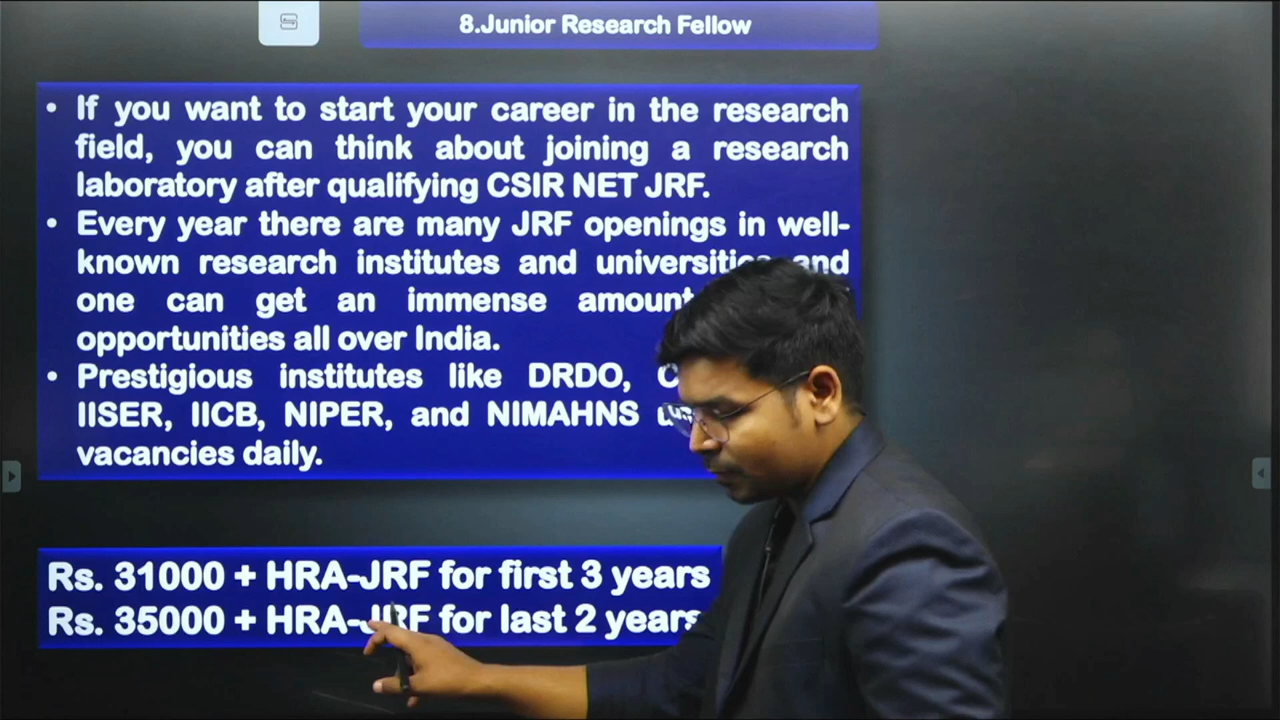 8.Junior Research Fellow
• If you want to start your career in the research
field, you can think about joining a research
laboratory after qualifying CSIR NET JRF.
• Every year there are many JRF openings in well-
known research institutes and universities and
one can get an immense amount
opportunities all over India.
• Prestigious institutes like DRDO,
IISER, IICB, NIPER, and NIMAHNS
vacancies daily.
Rs. 31000 + HRA-JRF for first 3 years
Rs. 35000 + HRA-JRF for last 2 years